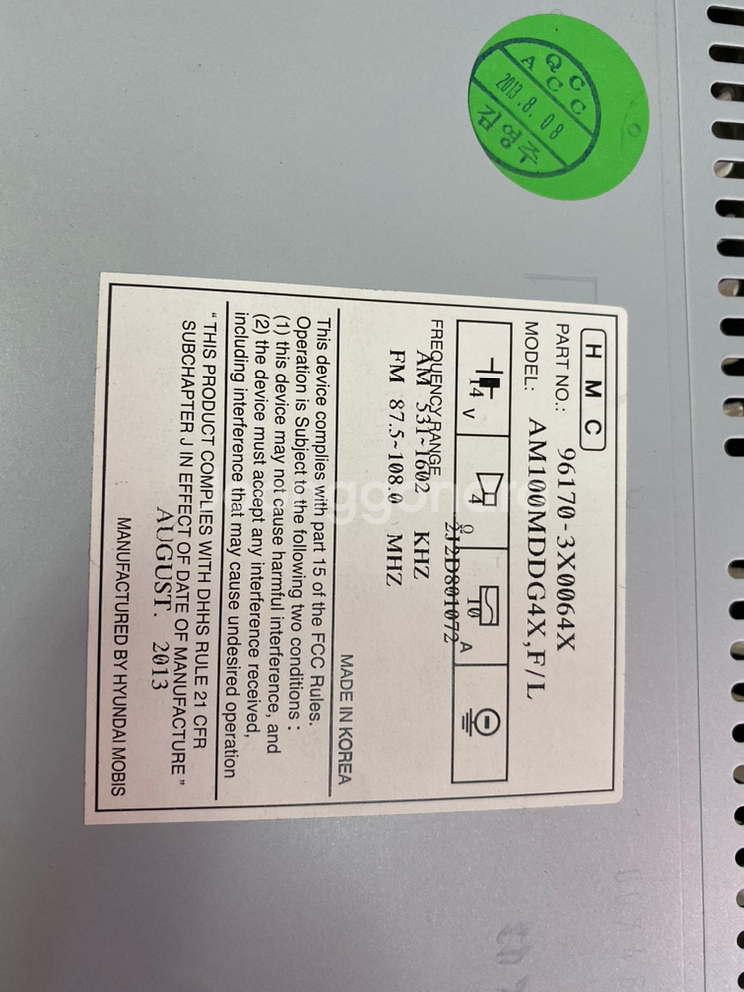 Q C
A C C
2013. 8. 08
김영주
H M C
PART NO.: 96170-3X0064X
MODEL: AM100MDDG4X,F/L
14 V
4 Ω
10 A
2J2D801072
FREQUENCY RANGE
AM 531~1602 KHZ
FM 87.5~108.0 MHZ
MADE IN KOREA
This device complies with part 15 of the FCC Rules.
Operation is Subject to the following two conditions :
(1) this device may not cause harmful interference, and
(2) the device must accept any interference received,
including interference that may cause undesired operation
“ THIS PRODUCT COMPLIES WITH DHHS RULE 21 CFR
SUBCHAPTER J IN EFFECT OF DATE OF MANUFACTURE ”
AUGUST. 2013
MANUFACTURED BY HYUNDAI MOBIS